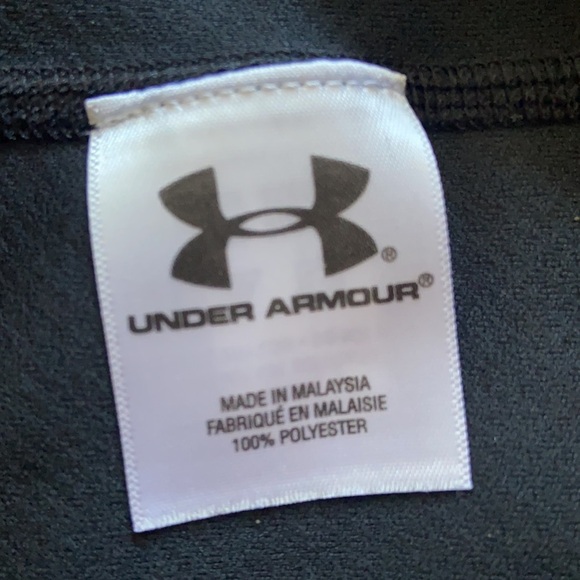 ®
UNDER ARMOUR®
MADE IN MALAYSIA
FABRIQUÉ EN MALAISIE
100% POLYESTER